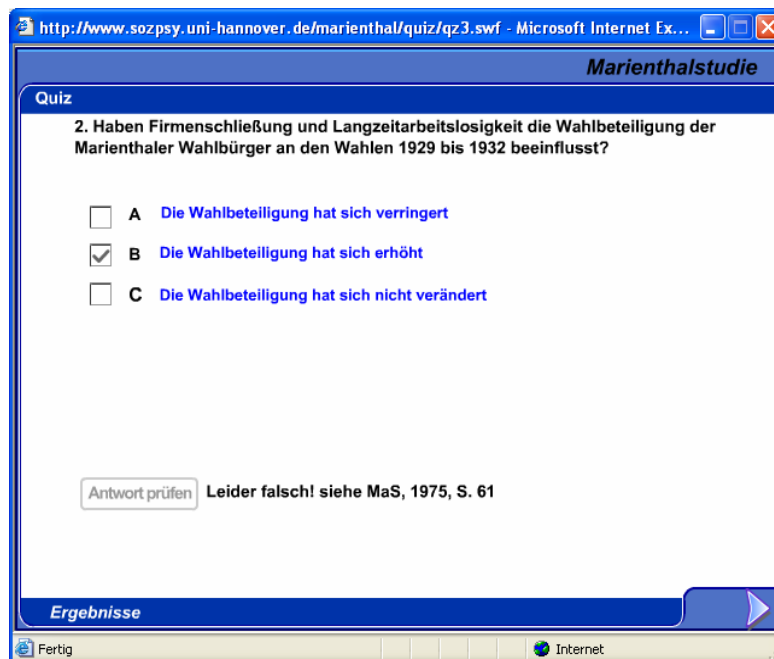 http://www.sozpsy.uni-hannover.de/marienthal/quiz/qz3.swf - Microsoft Internet Ex...
Marienthalstudie
Quiz
2. Haben Firmenschließung und Langzeitarbeitslosigkeit die Wahlbeteiligung der
Marienthaler Wahlbürger an den Wahlen 1929 bis 1932 beeinflusst?
A Die Wahlbeteiligung hat sich verringert
B Die Wahlbeteiligung hat sich erhöht
C Die Wahlbeteiligung hat sich nicht verändert
Antwort prüfen Leider falsch! siehe MaS, 1975, S. 61
Ergebnisse
Fertig Internet